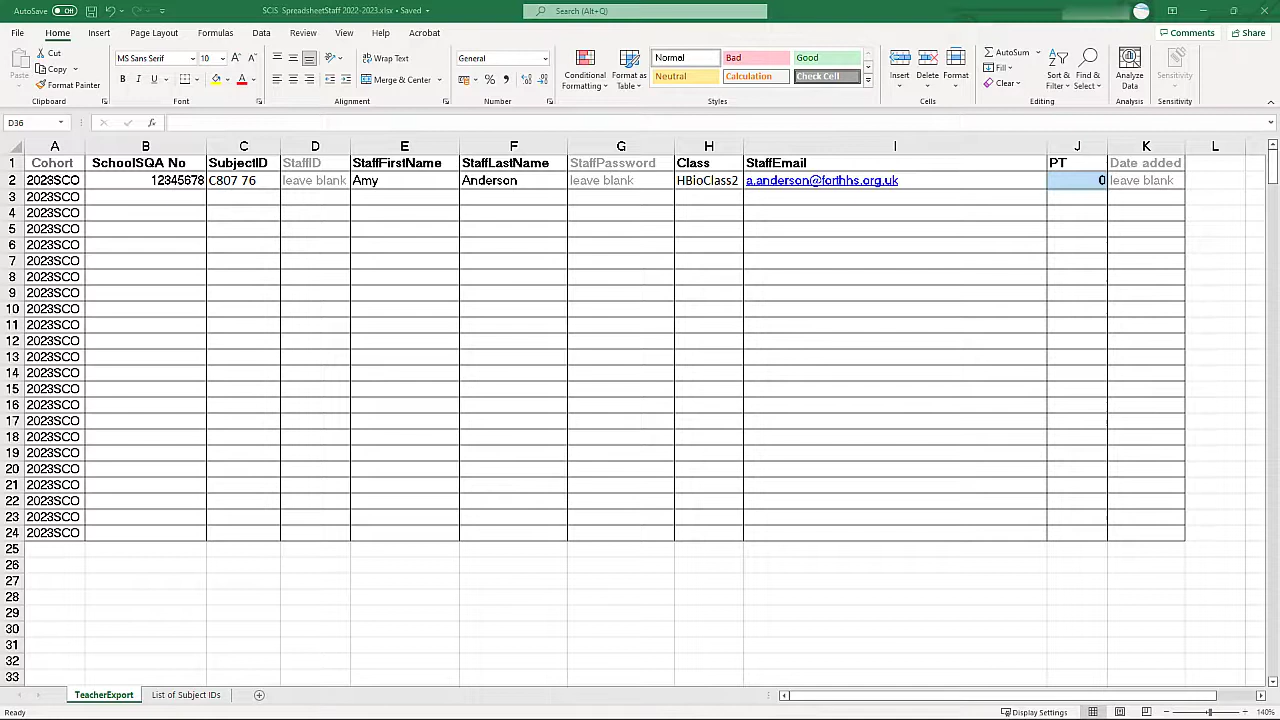 AutoSave Off SCIS_SpreadsheetStaff 2022-2023.xlsx • Saved Search (Alt+Q)
File Home Insert Page Layout Formulas Data Review View Help Acrobat Comments Share
Paste Cut Copy Format Painter Clipboard
MS Sans Serif 10 B I U Font
Wrap Text Merge & Center Alignment
General % Number
Conditional Formatting Format as Table Normal Bad Good Neutral Calculation Check Cell Styles
Insert Delete Format Cells
AutoSum Fill Clear Sort & Filter Find & Select Editing
Analyze Data Analysis Sensitivity Sensitivity
D36 fx
A B C D E F G H I J K L
1 Cohort SchoolSQA No SubjectID StaffID StaffFirstName StaffLastName StaffPassword Class StaffEmail PT Date added
2 2023SCO 12345678 C807 76 leave blank Amy Anderson leave blank HBioClass2 a.anderson@forthhs.org.uk 0 leave blank
3 2023SCO
4 2023SCO
5 2023SCO
6 2023SCO
7 2023SCO
8 2023SCO
9 2023SCO
10 2023SCO
11 2023SCO
12 2023SCO
13 2023SCO
14 2023SCO
15 2023SCO
16 2023SCO
17 2023SCO
18 2023SCO
19 2023SCO
20 2023SCO
21 2023SCO
22 2023SCO
23 2023SCO
24 2023SCO
25
26
27
28
29
30
31
32
33
TeacherExport List of Subject IDs
Ready Display Settings 140%